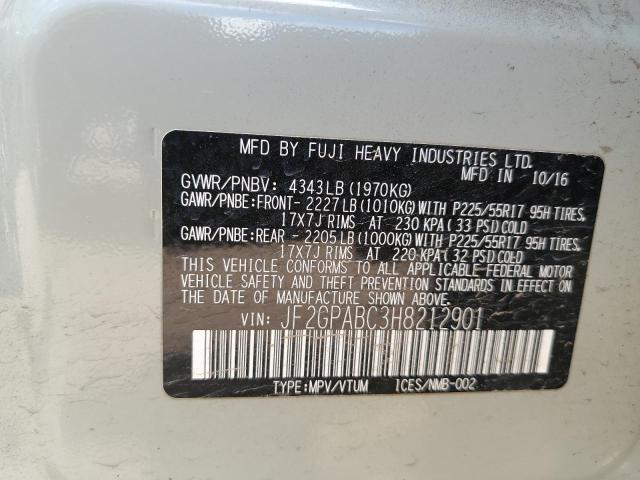 MFD BY FUJI HEAVY INDUSTRIES LTD.
MFD IN 10/16
GVWR/PNBV: 4343LB (1970KG)
GAWR/PNBE:FRONT- 2227LB (1010KG) WITH P225/55R17 95H TIRES,
17X7J RIMS AT 230 KPA ( 33 PSI) COLD
GAWR/PNBE:REAR - 2205LB (1000KG) WITH P225/55R17 95H TIRES,
17X7J RIMS AT 220 KPA ( 32 PSI) COLD
THIS VEHICLE CONFORMS TO ALL APPLICABLE FEDERAL MOTOR
VEHICLE SAFETY AND THEFT PREVENTION STANDARDS IN EFFECT
ON THE DATE OF MANUFACTURE SHOWN ABOVE.
VIN: JF2GPABC3H8212901
TYPE:MPV/VTUM ICES/NMB-002